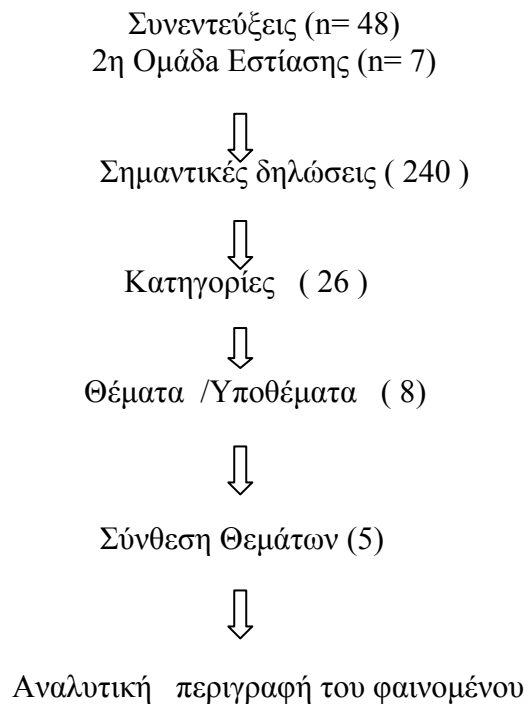 Συνεντεύξεις (n= 48)
2η Ομάδa Εστίασης (n= 7)
Σημαντικές δηλώσεις ( 240 )
Κατηγορίες ( 26 )
Θέματα /Υποθέματα ( 8)
Σύνθεση Θεμάτων (5)
Αναλυτική περιγραφή του φαινομένου